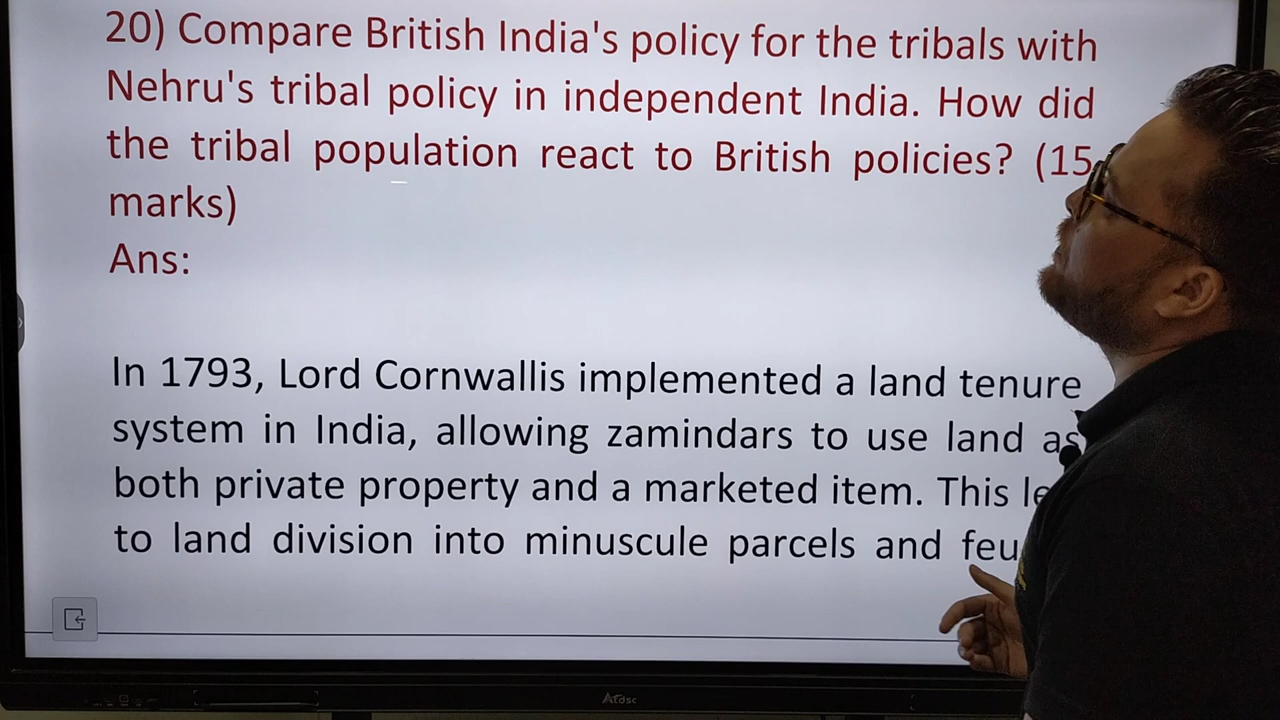 20) Compare British India's policy for the tribals with
Nehru's tribal policy in independent India. How did
the tribal population react to British policies? (15
marks)
Ans:
In 1793, Lord Cornwallis implemented a land tenure
system in India, allowing zamindars to use land as
both private property and a marketed item. This
to land division into minuscule parcels and